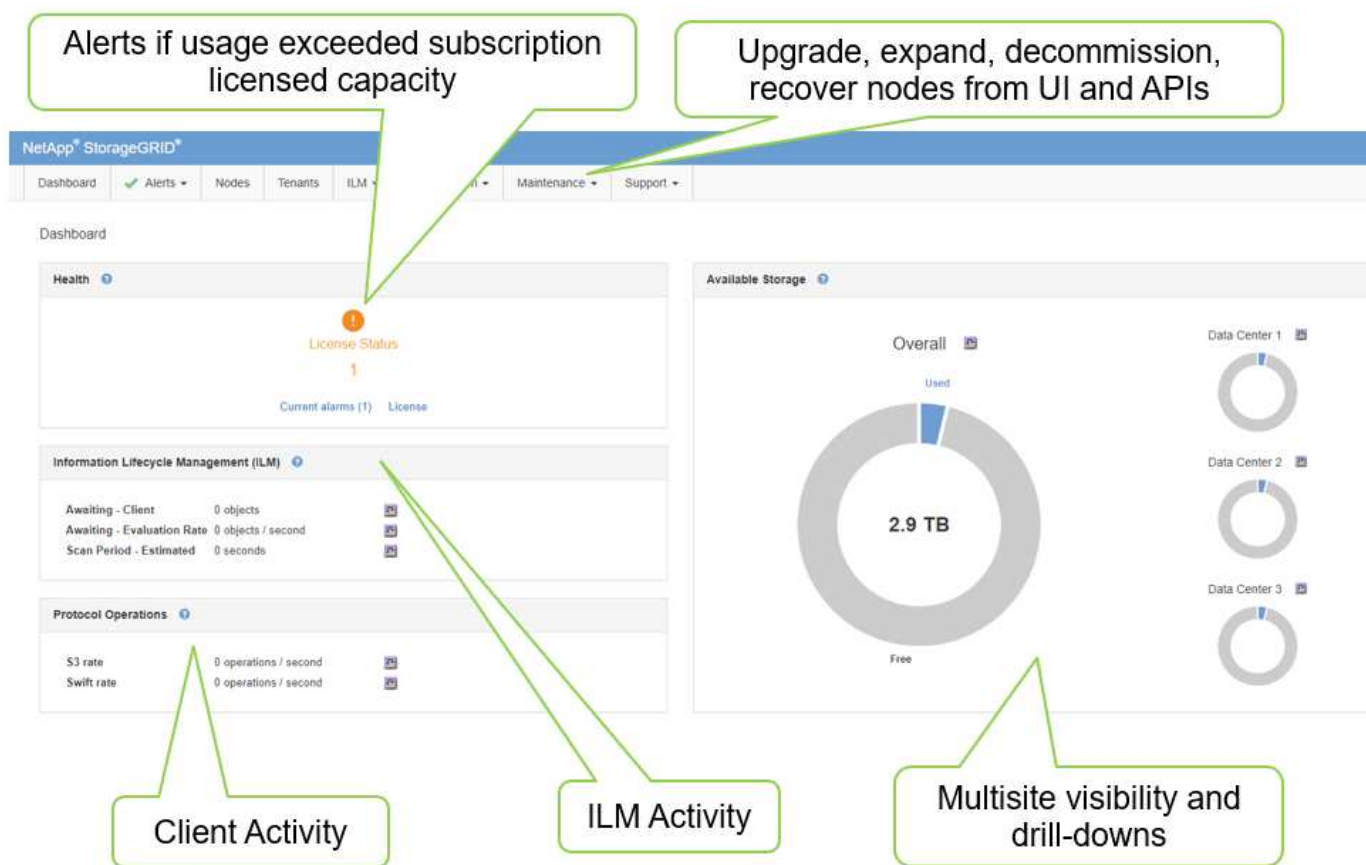 Alerts if usage exceeded subscription
licensed capacity
Upgrade, expand, decommission,
recover nodes from UI and APIs
NetApp® StorageGRID®
Dashboard
Alerts
Nodes
Tenants
ILM
Maintenance
Support
Dashboard
Health
License Status
1
Current alarms (1) License
Information Lifecycle Management (ILM)
Awaiting - Client 0 objects
Awaiting - Evaluation Rate 0 objects / second
Scan Period - Estimated 0 seconds
Protocol Operations
S3 rate 0 operations / second
Swift rate 0 operations / second
Available Storage
Overall
Used
2.9 TB
Free
Data Center 1
Data Center 2
Data Center 3
Client Activity
ILM Activity
Multisite visibility and
drill-downs